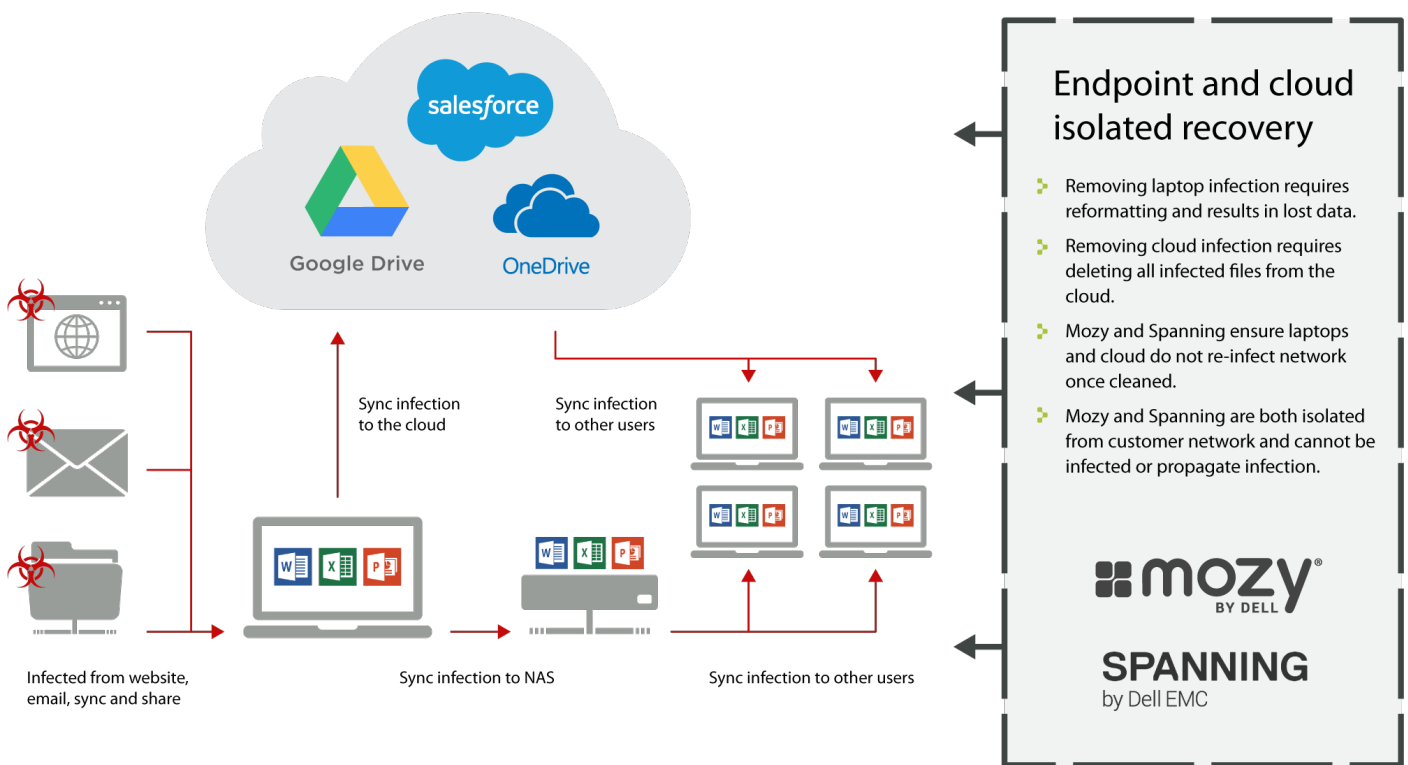 salesforce
Google Drive
OneDrive
Sync infection
to the cloud
Sync infection
to other users
W X P
W X P
W X P
W X P
W X P
W X P
Infected from website,
email, sync and share
Sync infection to NAS
Sync infection to other users
Endpoint and cloud
isolated recovery
Removing laptop infection requires
reformatting and results in lost data.
Removing cloud infection requires
deleting all infected files from the
cloud.
Mozy and Spanning ensure laptops
and cloud do not re-infect network
once cleaned.
Mozy and Spanning are both isolated
from customer network and cannot be
infected or propagate infection.
mozy®
BY DELL
SPANNING
by Dell EMC